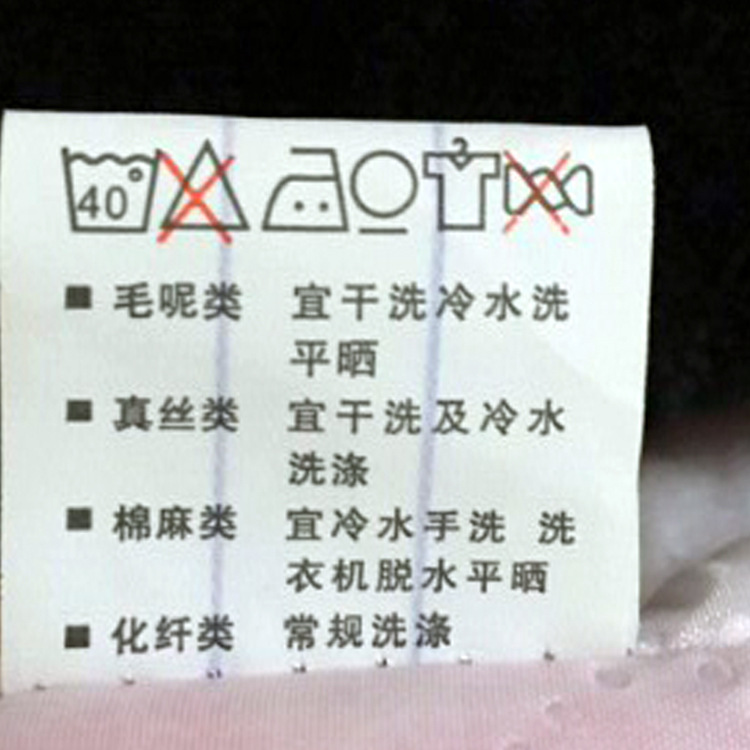 40°
■ 毛呢类 宜干洗冷水洗
平晒
■ 真丝类 宜干洗及冷水
洗涤
■ 棉麻类 宜冷水手洗 洗
衣机脱水平晒
■ 化纤类 常规洗涤